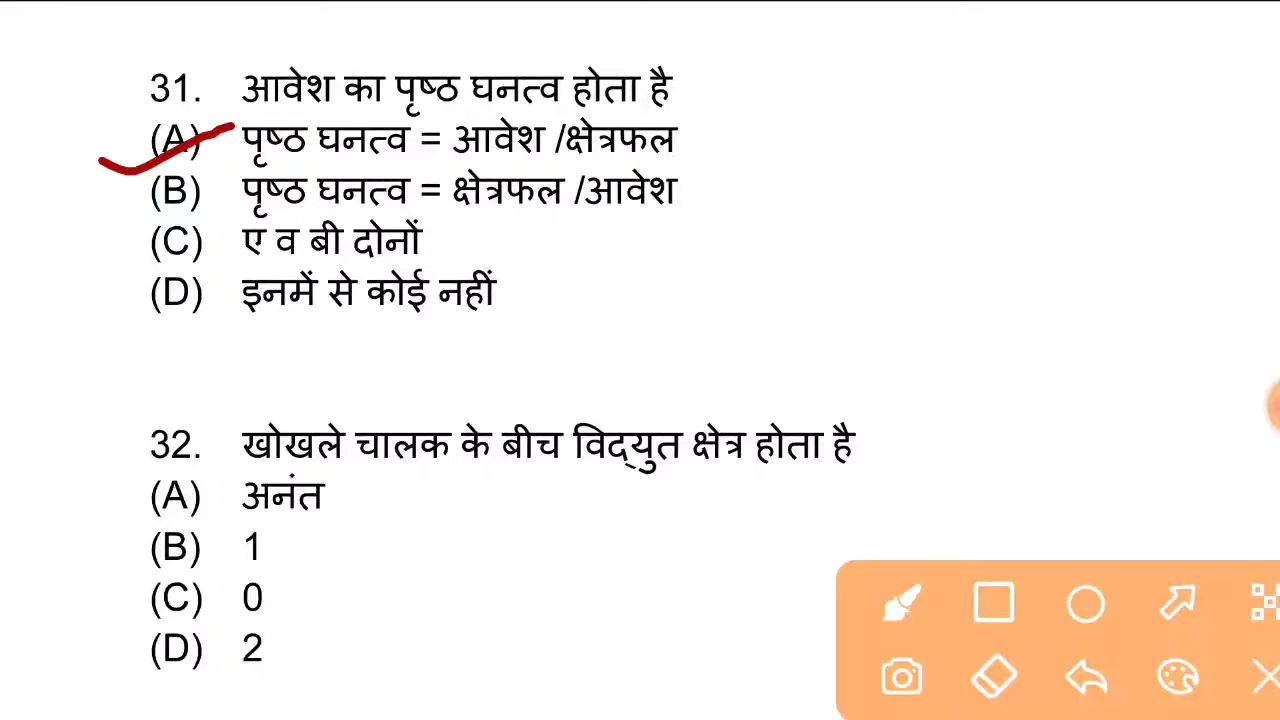 31. आवेश का पृष्ठ घनत्व होता है
(A) पृष्ठ घनत्व = आवेश /क्षेत्रफल
(B) पृष्ठ घनत्व = क्षेत्रफल /आवेश
(C) ए व बी दोनों
(D) इनमें से कोई नहीं
32. खोखले चालक के बीच विद्युत क्षेत्र होता है
(A) अनंत
(B) 1
(C) 0
(D) 2